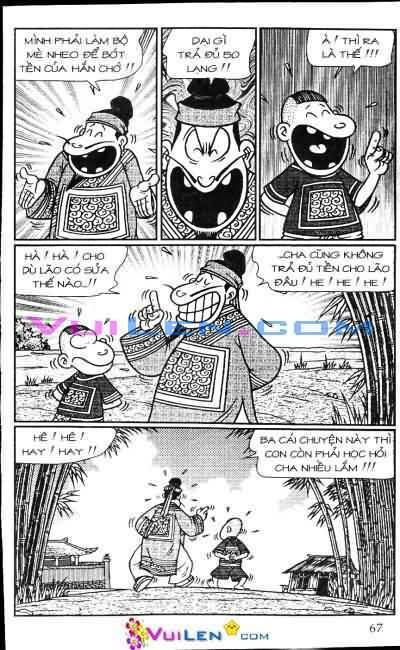 MÌNH PHẢI LÀM BỘ
MÈ NHEO ĐỂ BỚT
TIỀN CỦA HẮN CHỚ !!
DẠI GÌ
TRẢ ĐỦ 50
LẠNG !
À ! THÌ RA
LÀ THẾ !!!
HÀ ! HÀ ! CHO
DÙ LÃO CÓ SỦA
THẾ NÀO..!!
..CHA CŨNG KHÔNG
TRẢ ĐỦ TIỀN CHO LÃO
ĐÂU ! HE ! HE ! HE !
VUILEN.COM
HÊ ! HÊ !
HAY ! HAY !!
BA CÁI CHUYỆN NÀY THÌ
CON CÒN PHẢI HỌC HỎI
CHA NHIỀU LẮM !!!
67
VUILEN.COM